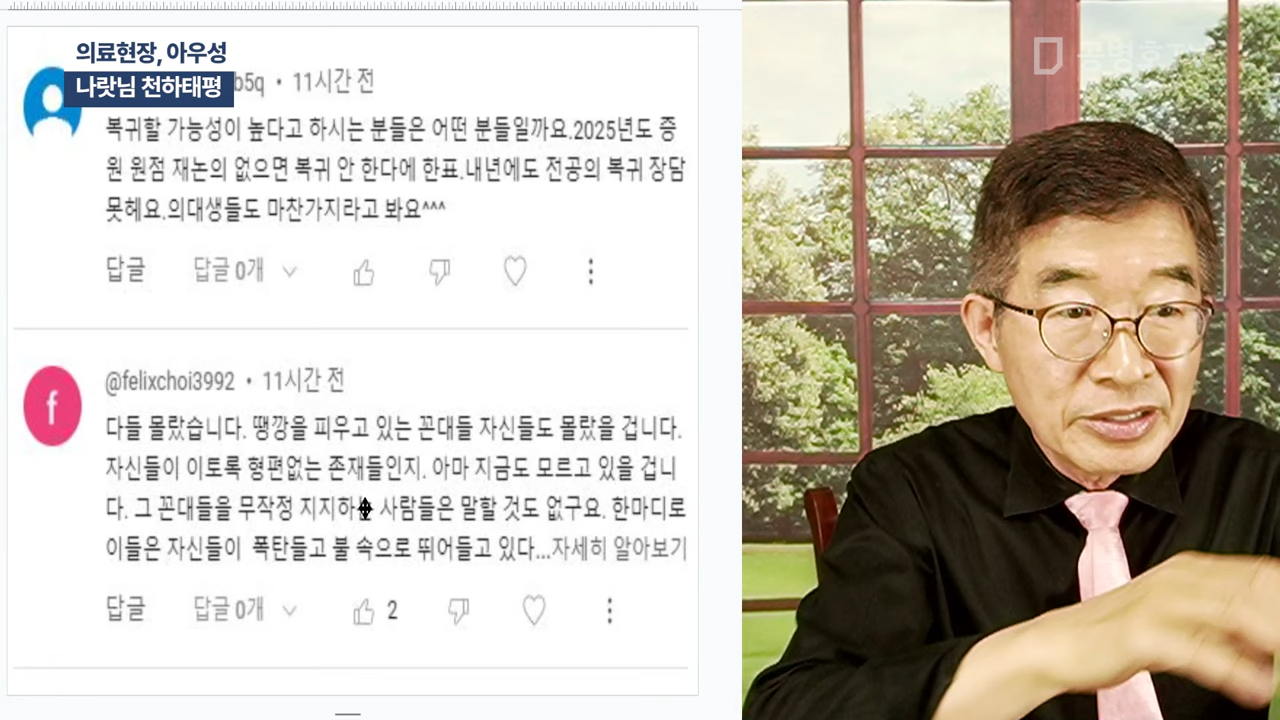 의료현장, 아우성
나랏님 천하태평
b5q • 11시간 전
복귀할 가능성이 높다고 하시는 분들은 어떤 분들일까요.2025년도 증
원 원점 재논의 없으면 복귀 안 한다에 한표.내년에도 전공의 복귀 장담
못헤요.의대생들도 마찬가지라고 봐요^^^
답글 답글 0개
@felixchoi3992 • 11시간 전
f
다들 몰랐습니다. 땡깡을 피우고 있는 꼰대들 자신들도 몰랐을 겁니다.
자신들이 이토록 형편없는 존재들인지. 아마 지금도 모르고 있을 겁니
다. 그 꼰대들을 무작정 지지하는 사람들은 말할 것도 없구요. 한마디로
이들은 자신들이 폭탄들고 불 속으로 뛰어들고 있다...자세히 알아보기
답글 답글 0개 2
공병호TV